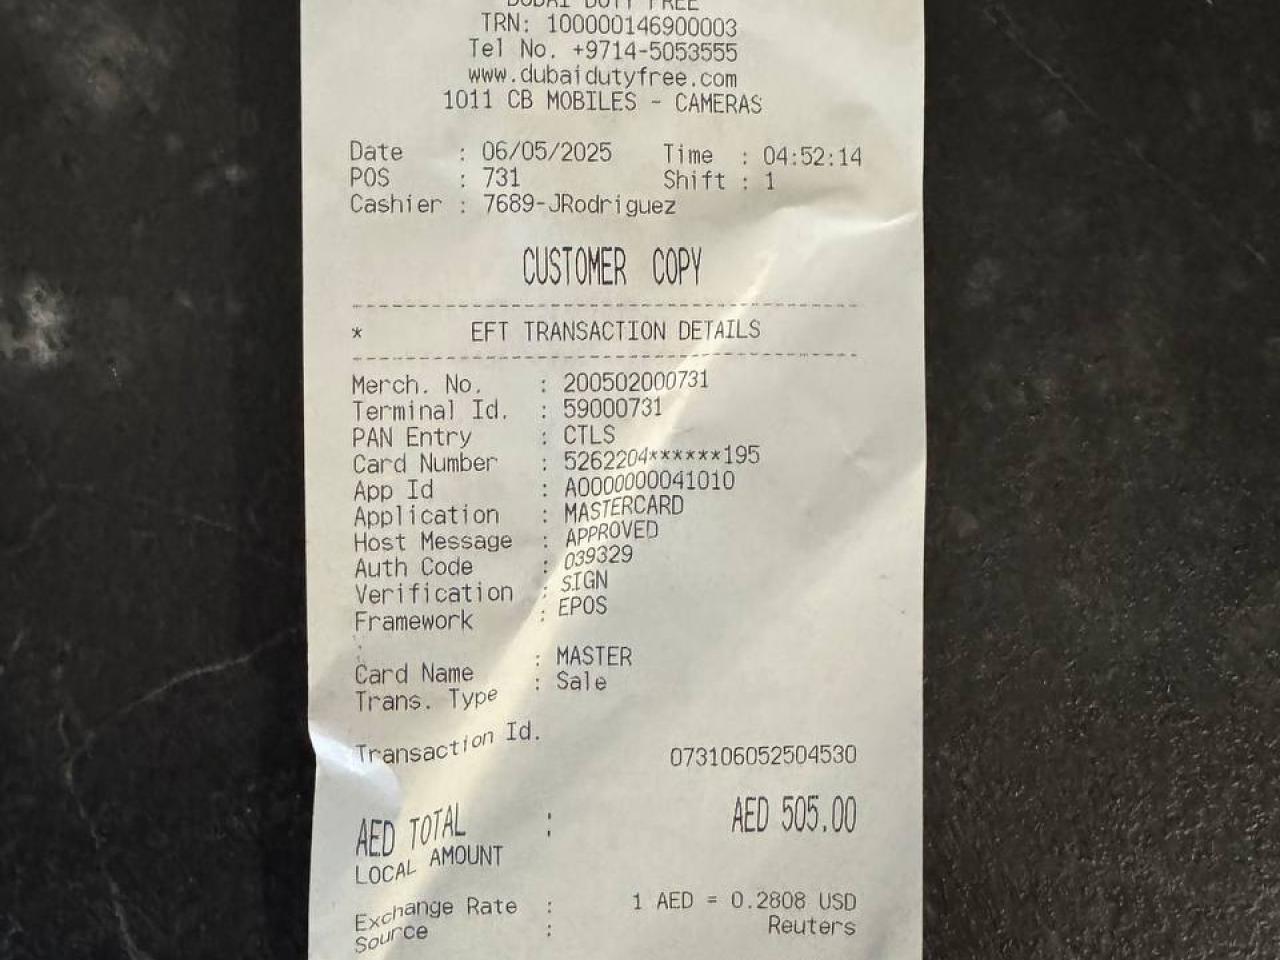 DUBAI DUTY FREE
TRN: 100000146900003
Tel No. +9714-5053555
www.dubaidutyfree.com
1011 CB MOBILES - CAMERAS
Date : 06/05/2025 Time : 04:52:14
POS : 731 Shift : 1
Cashier : 7689-JRodriguez
CUSTOMER COPY
* EFT TRANSACTION DETAILS
Merch. No. : 200502000731
Terminal Id. : 59000731
PAN Entry : CTLS
Card Number : 5262204******195
App Id : A0000000041010
Application : MASTERCARD
Host Message : APPROVED
Auth Code : 039329
Verification : SIGN
Framework : EPOS
:
Card Name : MASTER
Trans. Type : Sale
Transaction Id.
073106052504530
AED TOTAL : AED 505.00
LOCAL AMOUNT
Exchange Rate : 1 AED = 0.2808 USD
Source : Reuters